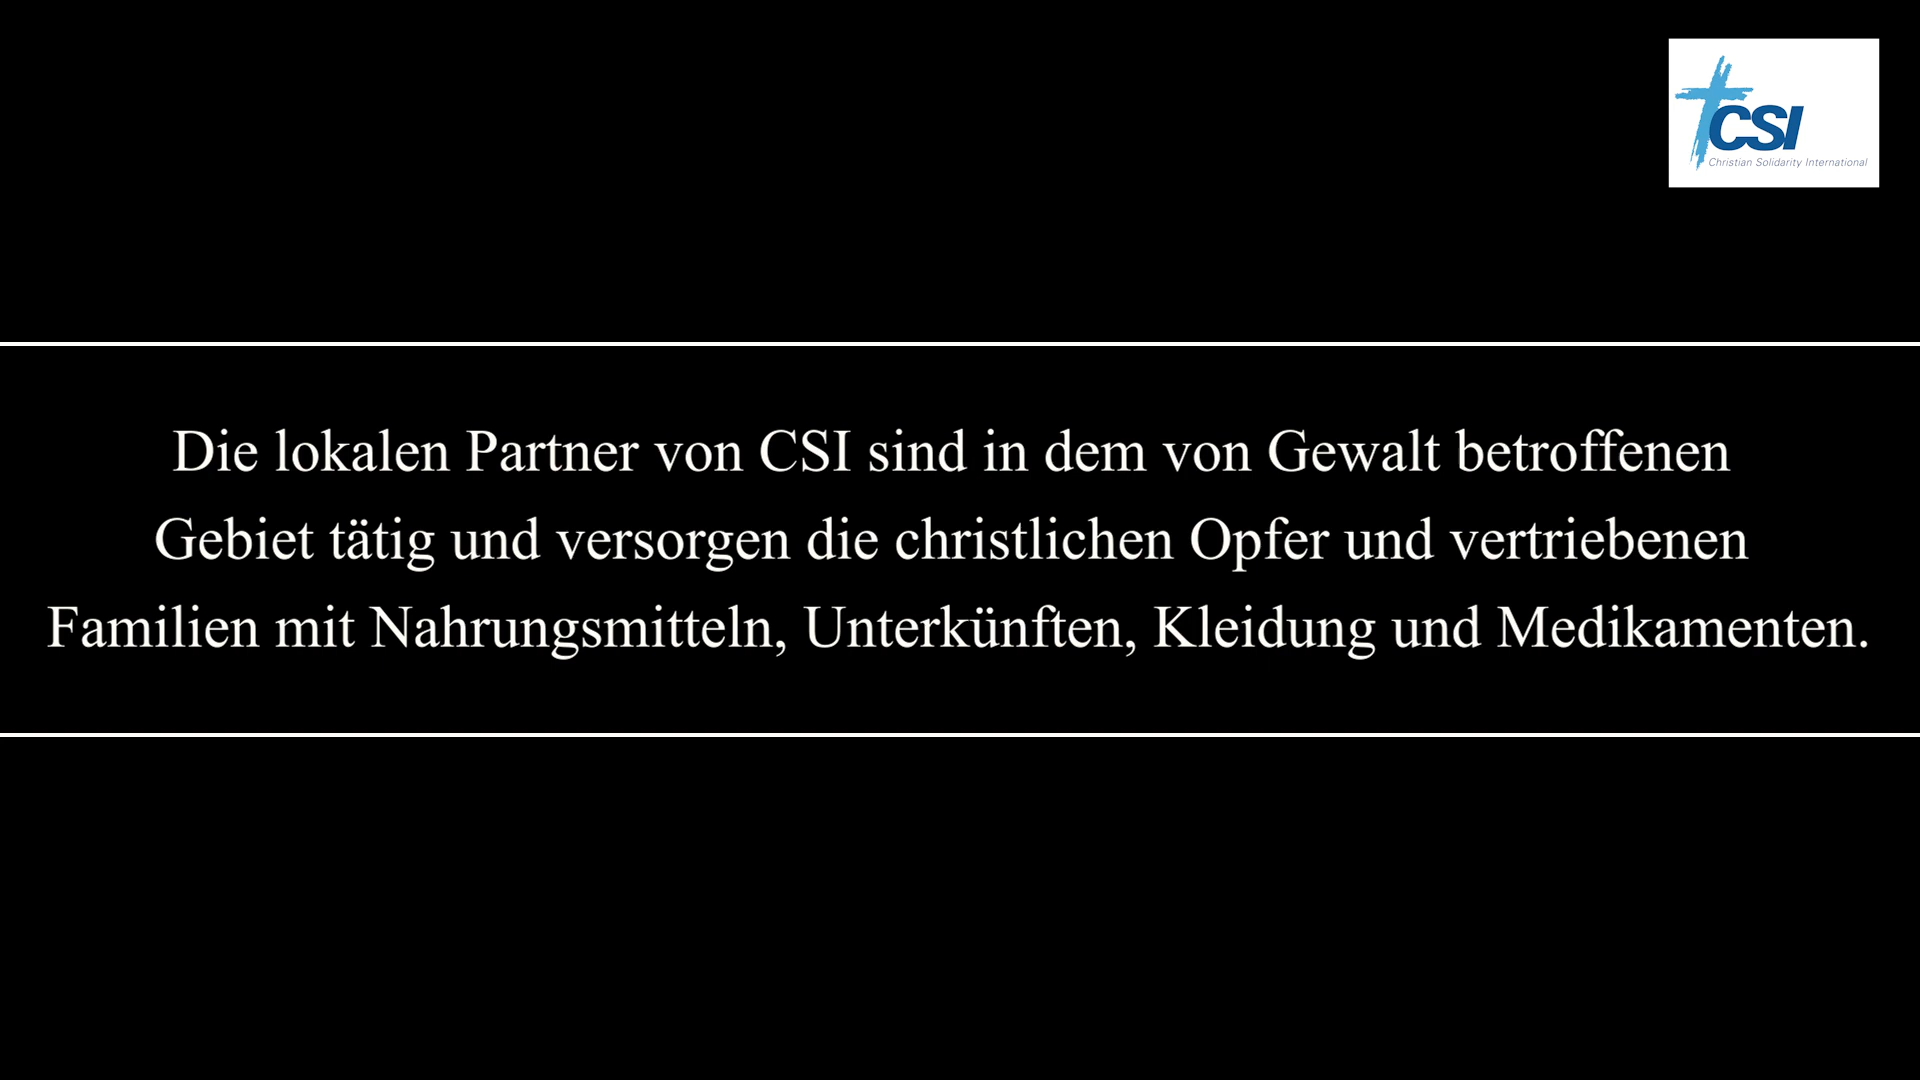 CSI
Christian Solidarity International
Die lokalen Partner von CSI sind in dem von Gewalt betroffenen
Gebiet tätig und versorgen die christlichen Opfer und vertriebenen
Familien mit Nahrungsmitteln, Unterkünften, Kleidung und Medikamenten.